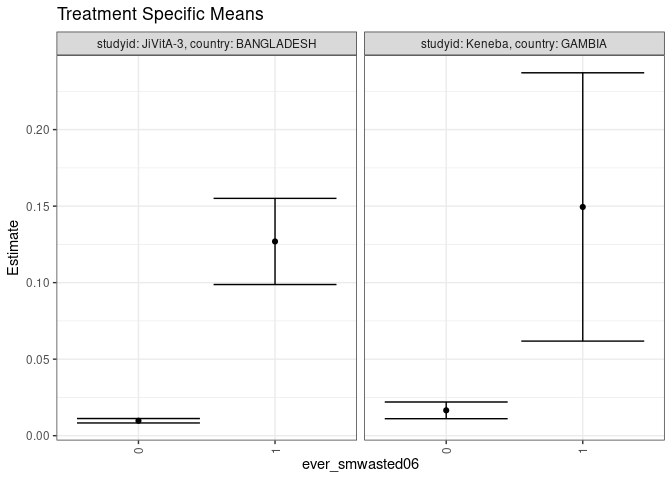 Treatment Specific Means
studyid: JiVitA-3, country: BANGLADESH
studyid: Keneba, country: GAMBIA
Estimate
0.20
0.15
0.10
0.05
0.00
0
1
0
1
ever_smwasted06